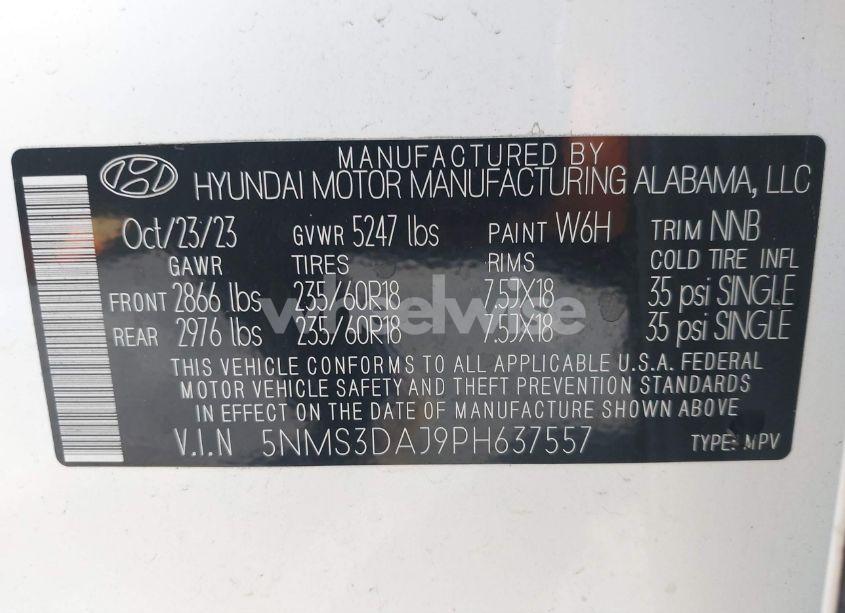 MANUFACTURED BY
HYUNDAI MOTOR MANUFACTURING ALABAMA, LLC
Oct/23/23 GVWR 5247 lbs PAINT W6H TRIM NNB
GAWR TIRES RIMS COLD TIRE INFL
FRONT 2866 lbs 235/60R18 7.5JX18 35 psi SINGLE
wheelwise
REAR 2976 lbs 235/60R18 7.5JX18 35 psi SINGLE
THIS VEHICLE CONFORMS TO ALL APPLICABLE U.S.A. FEDERAL
MOTOR VEHICLE SAFETY AND THEFT PREVENTION STANDARDS
IN EFFECT ON THE DATE OF MANUFACTURE SHOWN ABOVE
V.I.N 5NMS3DAJ9PH637557 TYPE: MPV